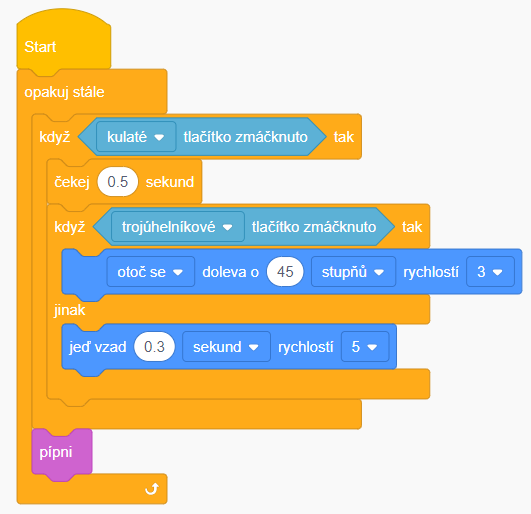 Start
opakuj stále
když kulaté tlačítko zmáčknuto tak
čekej 0.5 sekund
když trojúhelníkové tlačítko zmáčknuto tak
otoč se doleva o 45 stupňů rychlostí 3
jinak
jeď vzad 0.3 sekund rychlostí 5
pípni